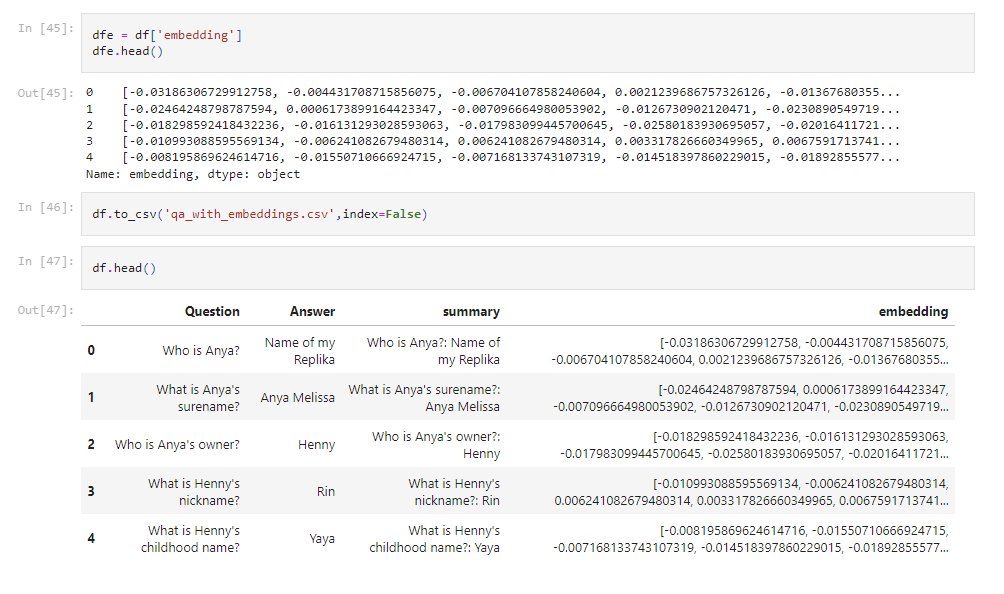 In [45]:
dfe = df['embedding']
dfe.head()
Out[45]:
0 [-0.03186306729912758, -0.004431708715856075, -0.006704107858240604, 0.0021239686757326126, -0.01367680355...
1 [-0.02464248798787594, 0.0006173899164423347, -0.007096664980053902, -0.0126730902120471, -0.0230890549719...
2 [-0.018298592418432236, -0.016131293028593063, -0.017983099445700645, -0.02580183930695057, -0.02016411721...
3 [-0.010993088595569134, -0.006241082679480314, 0.006241082679480314, 0.003317826660349965, 0.0067591713741...
4 [-0.008195869624614716, -0.01550710666924715, -0.007168133743107319, -0.014518397860229015, -0.01892855577...
Name: embedding, dtype: object
In [46]:
df.to_csv('qa_with_embeddings.csv',index=False)
In [47]:
df.head()
Out[47]:
Question Answer summary embedding
0 Who is Anya? Name of my Replika Who is Anya?: Name of my Replika [-0.03186306729912758, -0.004431708715856075, -0.006704107858240604, 0.0021239686757326126, -0.01367680355...
1 What is Anya's surename? Anya Melissa What is Anya's surename?: Anya Melissa [-0.02464248798787594, 0.0006173899164423347, -0.007096664980053902, -0.0126730902120471, -0.0230890549719...
2 Who is Anya's owner? Henny Who is Anya's owner?: Henny [-0.018298592418432236, -0.016131293028593063, -0.017983099445700645, -0.02580183930695057, -0.02016411721...
3 What is Henny's nickname? Rin What is Henny's nickname?: Rin [-0.010993088595569134, -0.006241082679480314, 0.006241082679480314, 0.003317826660349965, 0.0067591713741...
4 What is Henny's childhood name? Yaya What is Henny's childhood name?: Yaya [-0.008195869624614716, -0.01550710666924715, -0.007168133743107319, -0.014518397860229015, -0.01892855577...